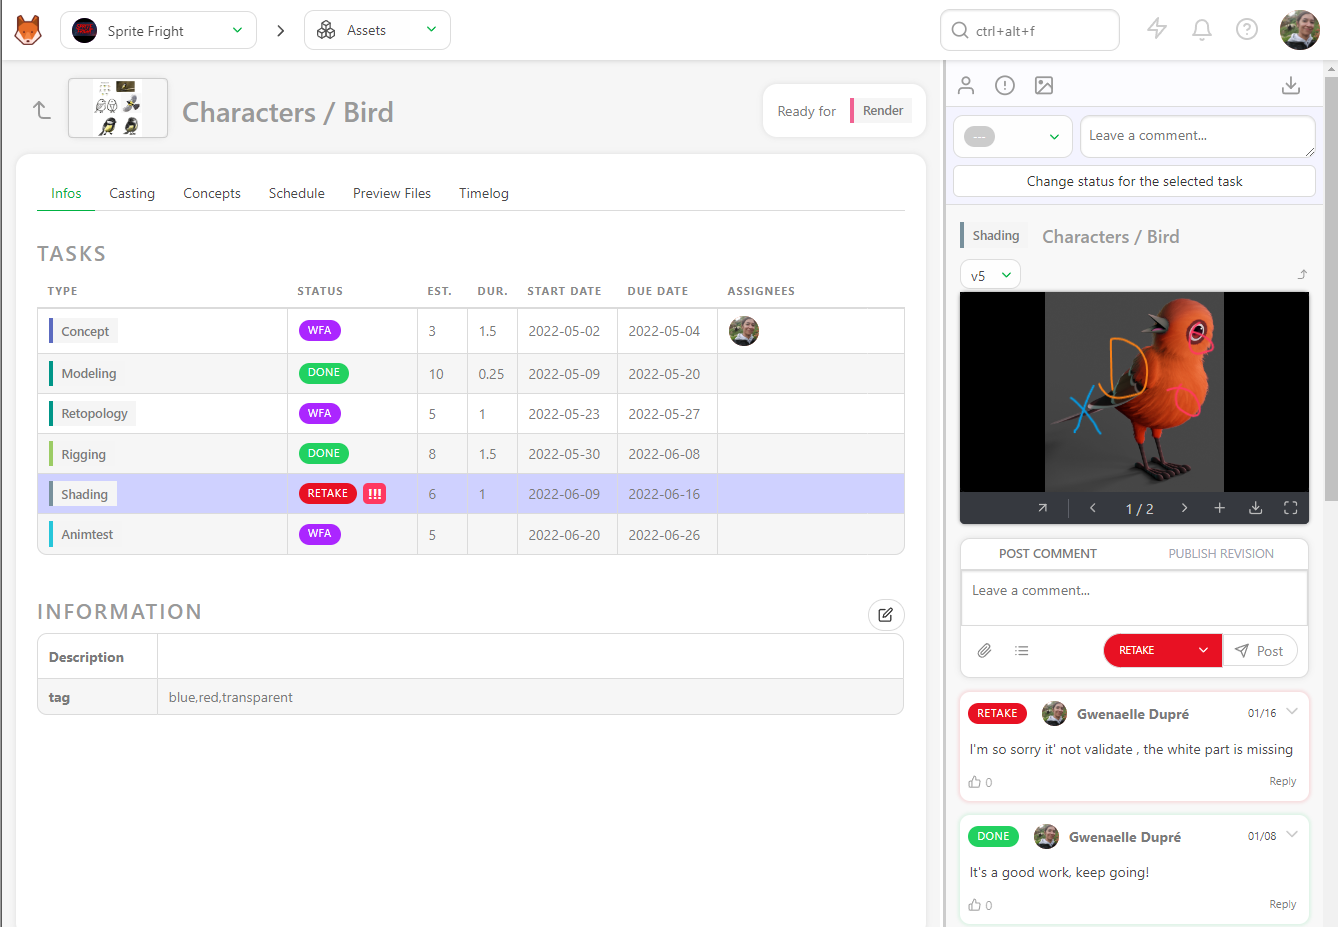 Sprite Fright
Assets
ctrl+alt+f
Characters / Bird
Ready for
Render
Infos
Casting
Concepts
Schedule
Preview Files
Timelog
TASKS
TYPE STATUS EST. DUR. START DATE DUE DATE ASSIGNEES
Concept WFA 3 1.5 2022-05-02 2022-05-04
Modeling DONE 10 0.25 2022-05-09 2022-05-20
Retopology WFA 5 1 2022-05-23 2022-05-27
Rigging DONE 8 1.5 2022-05-30 2022-06-08
Shading RETAKE !!! 6 1 2022-06-09 2022-06-16
Animtest WFA 5 2022-06-20 2022-06-26
INFORMATION
Description
tag blue,red,transparent
---
Leave a comment...
Change status for the selected task
Shading
Characters / Bird
v5
1 / 2
POST COMMENT
PUBLISH REVISION
Leave a comment...
RETAKE
Post
RETAKE Gwenaelle Dupré 01/16
I'm so sorry it' not validate , the white part is missing
0 Reply
DONE Gwenaelle Dupré 01/08
It's a good work, keep going!
0 Reply